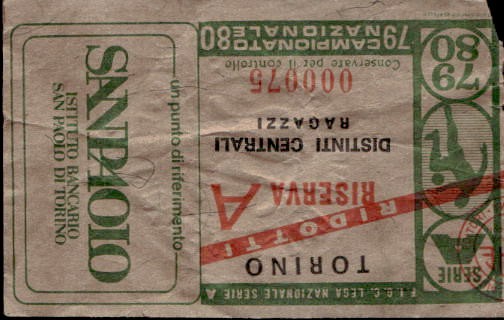 F.I.G.C. LEGA NAZIONALE SERIE A
TORINO
RIDOTTI
RISERVA A
DISTINTI CENTRALI
RAGAZZI
000075
Conservare per il controllo
79 CAMPIONATO
80 NAZIONALE
SERIE
A
79
80
un punto di riferimento
SANPAOLO
ISTITUTO BANCARIO
SAN PAOLO DI TORINO